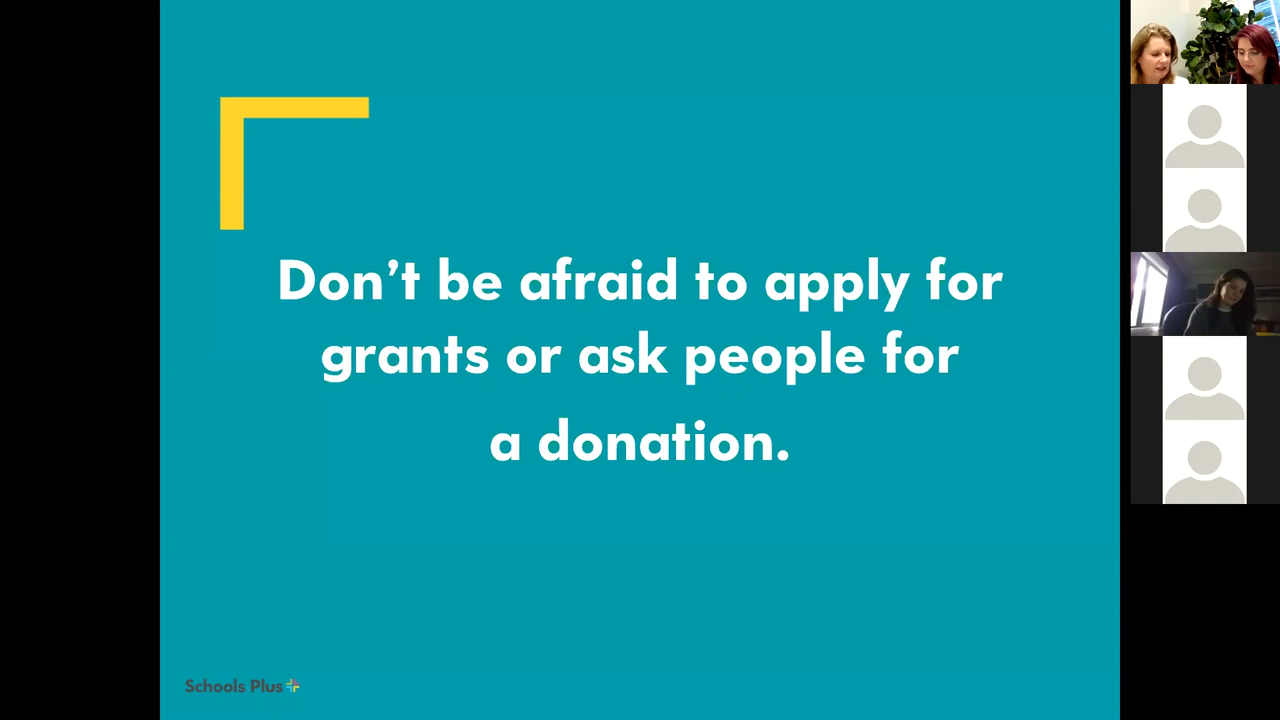 Don’t be afraid to apply for
grants or ask people for
a donation.
Schools Plus